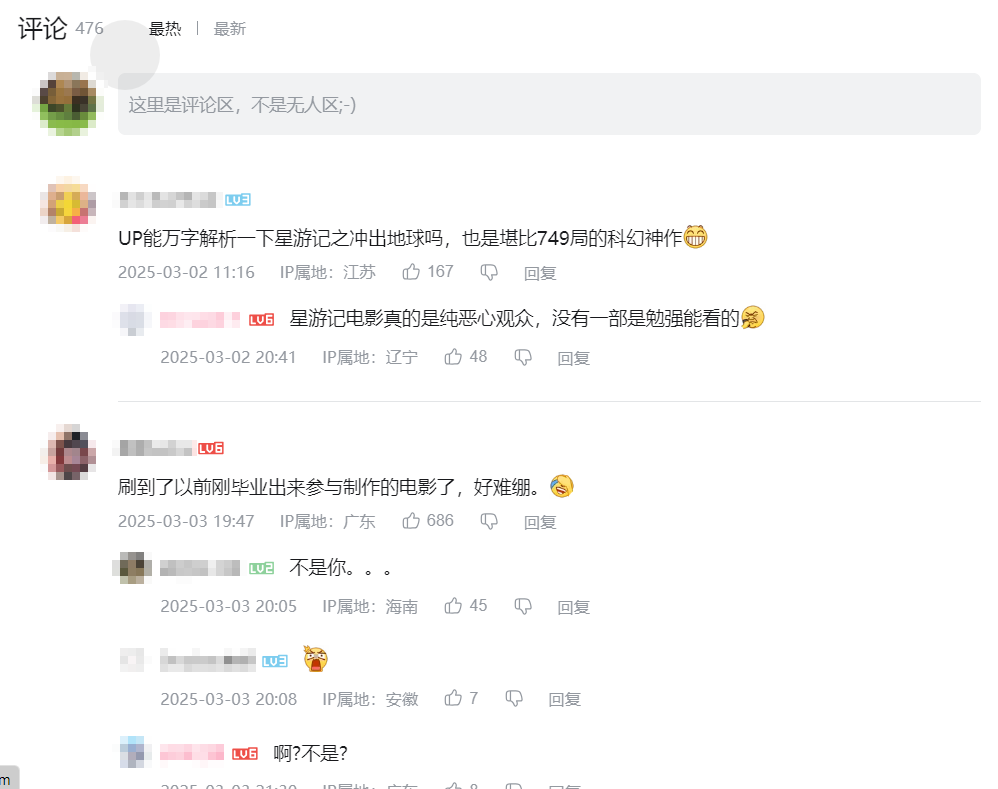 评论 476 最热 | 最新
这里是评论区，不是无人区;-)
LV3
UP能万字解析一下星游记之冲出地球吗，也是堪比749局的科幻神作
2025-03-02 11:16 IP属地：江苏 167 回复
LV6 星游记电影真的是纯恶心观众，没有一部是勉强能看的
2025-03-02 20:41 IP属地：辽宁 48 回复
LV6
刷到了以前刚毕业出来参与制作的电影了，好难绷。
2025-03-03 19:47 IP属地：广东 686 回复
LV2 不是你。。。
2025-03-03 20:05 IP属地：海南 45 回复
LV3
2025-03-03 20:08 IP属地：安徽 7 回复
LV6 啊?不是?
m